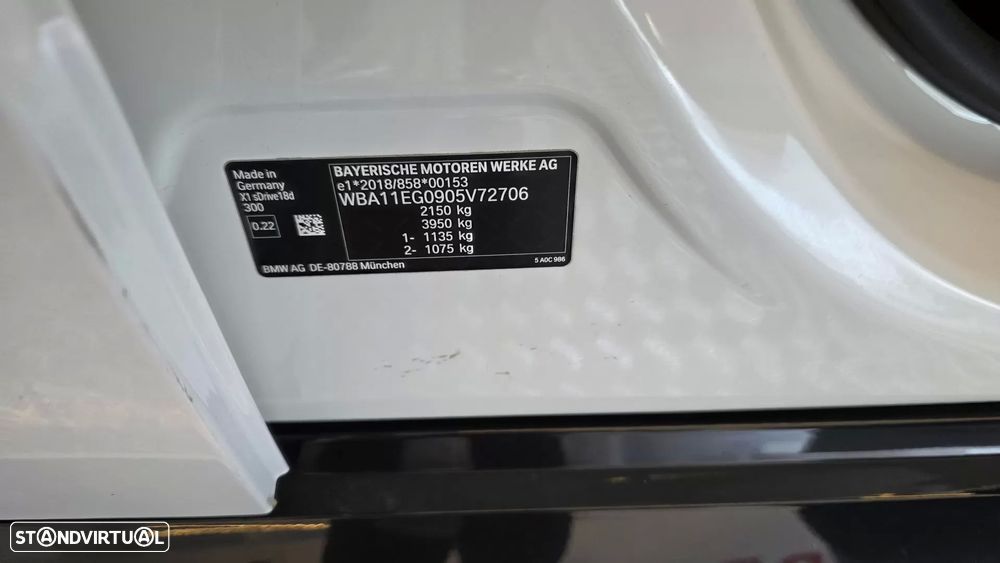 Made in
Germany
X1 sDrive18d
300
0.22
BMW AG DE-80788 München
BAYERISCHE MOTOREN WERKE AG
e1*2018/858*00153
WBA11EG0905V72706
2150 kg
3950 kg
1- 1135 kg
2- 1075 kg
5 A0C 986
STANDVIRTUAL